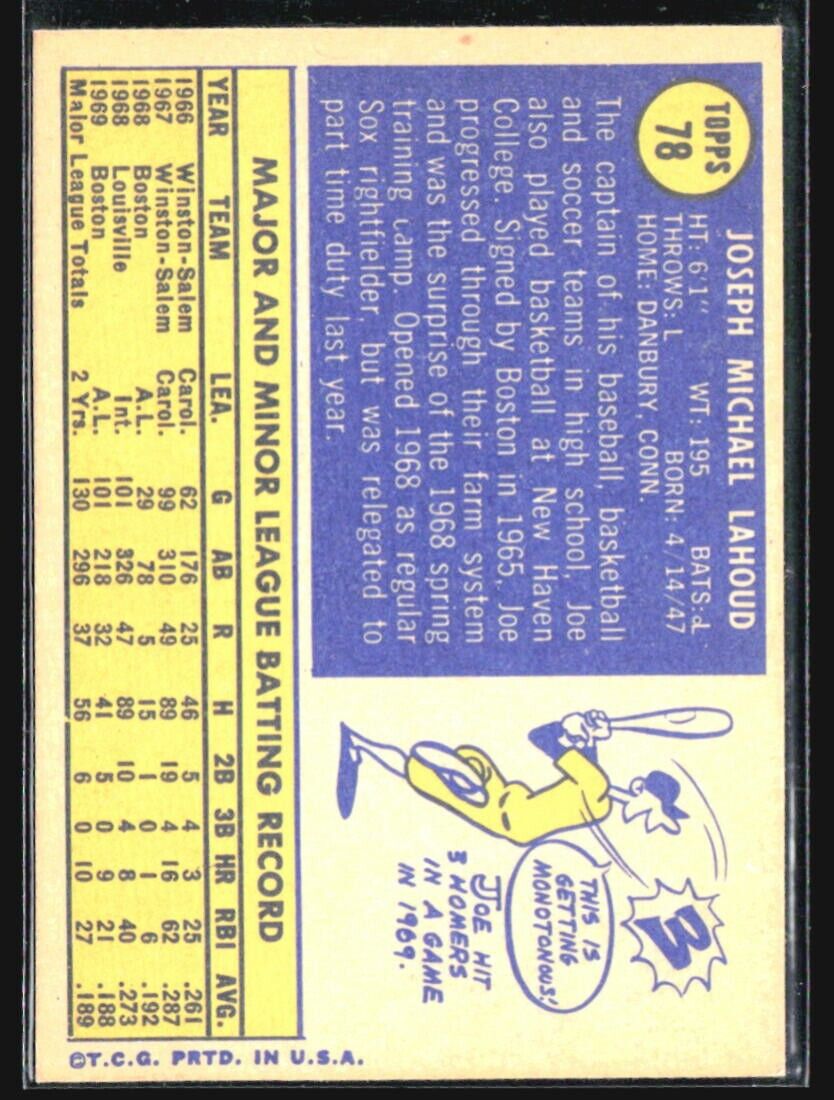 TOPPS
78
JOSEPH MICHAEL LAHOUD
HT: 6'1" WT: 195 BATS: L
THROWS: L BORN: 4/14/47
HOME: DANBURY, CONN.
The captain of his baseball, basketball
and soccer teams in high school, Joe
also played basketball at New Haven
College. Signed by Boston in 1965, Joe
progressed through their farm system
and was the surprise of the 1968 spring
training camp. Opened 1968 as regular
Sox rightfielder, but was relegated to
part time duty last year.
3
THIS IS
GETTING
MONOTONOUS!
JOE HIT
3 HOMERS
IN A GAME
IN 1969.
MAJOR AND MINOR LEAGUE BATTING RECORD
YEAR TEAM LEA. G AB R H 2B 3B HR RBI AVG.
1966 Winston-Salem Carol. 62 176 25 46 5 4 3 25 .261
1967 Winston-Salem Carol. 99 310 49 89 19 4 16 62 .287
1968 Boston A.L. 29 78 5 15 1 0 1 6 .192
1968 Louisville Int. 101 326 47 89 10 4 8 40 .273
1969 Boston A.L. 101 218 32 41 5 0 9 21 .188
Major League Totals 2 Yrs. 130 296 37 56 6 0 10 27 .189
©T.C.G. PRTD. IN U.S.A.